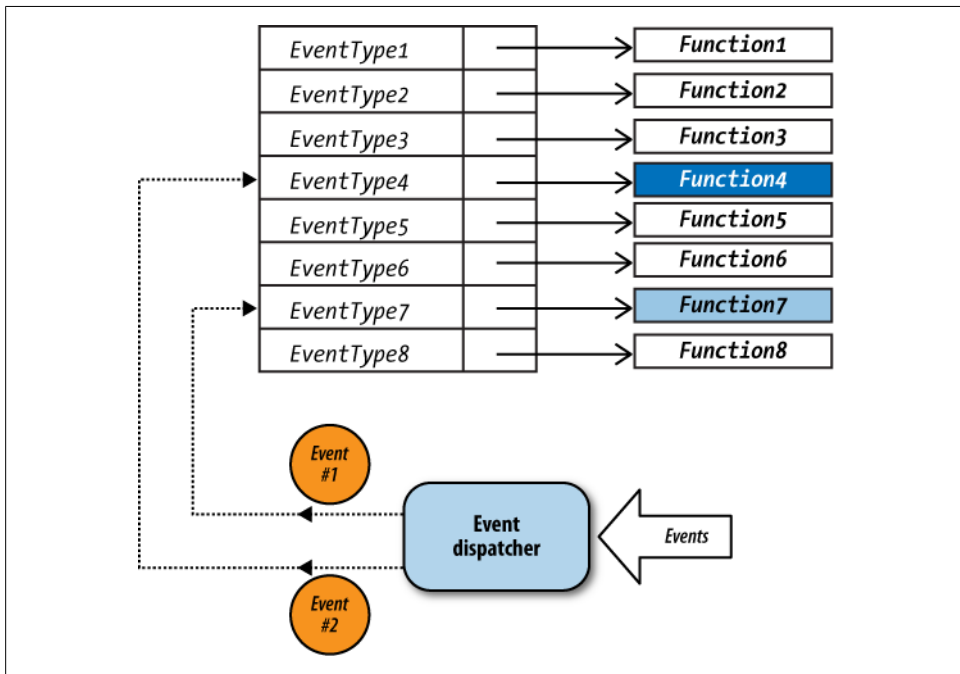 EventType1
Function1
EventType2
Function2
EventType3
Function3
EventType4
Function4
EventType5
Function5
EventType6
Function6
EventType7
Function7
EventType8
Function8
Event
#1
Event
dispatcher
Events
Event
#2